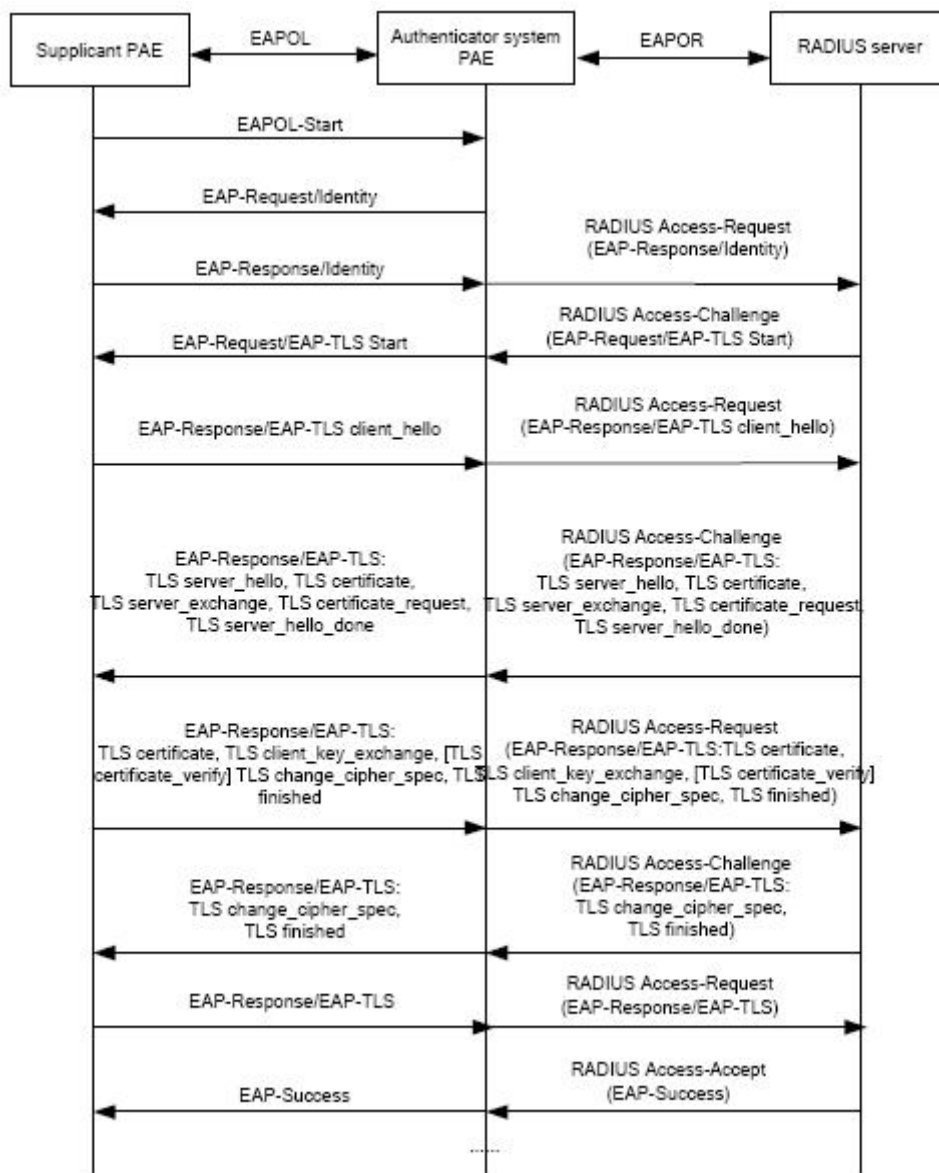 Supplicant PAE
EAPOL
Authenticator system
PAE
EAPOR
RADIUS server
EAPOL-Start
EAP-Request/Identity
RADIUS Access-Request
(EAP-Response/Identity)
EAP-Response/Identity
RADIUS Access-Challenge
(EAP-Request/EAP-TLS Start)
EAP-Request/EAP-TLS Start
RADIUS Access-Request
(EAP-Response/EAP-TLS client_hello)
EAP-Response/EAP-TLS client_hello
EAP-Response/EAP-TLS:
TLS server_hello, TLS certificate,
TLS server_exchange, TLS certificate_request,
TLS server_hello_done
RADIUS Access-Challenge
(EAP-Response/EAP-TLS:
TLS server_hello, TLS certificate,
TLS server_exchange, TLS certificate_request,
TLS server_hello_done)
EAP-Response/EAP-TLS:
TLS certificate, TLS client_key_exchange, [TLS
certificate_verify] TLS change_cipher_spec, TLS
finished
RADIUS Access-Request
(EAP-Response/EAP-TLS:TLS certificate,
TLS client_key_exchange, [TLS certificate_verify]
TLS change_cipher_spec, TLS finished)
EAP-Response/EAP-TLS:
TLS change_cipher_spec,
TLS finished
RADIUS Access-Challenge
(EAP-Response/EAP-TLS:
TLS change_cipher_spec,
TLS finished)
EAP-Response/EAP-TLS
RADIUS Access-Request
(EAP-Response/EAP-TLS)
EAP-Success
RADIUS Access-Accept
(EAP-Success)
......